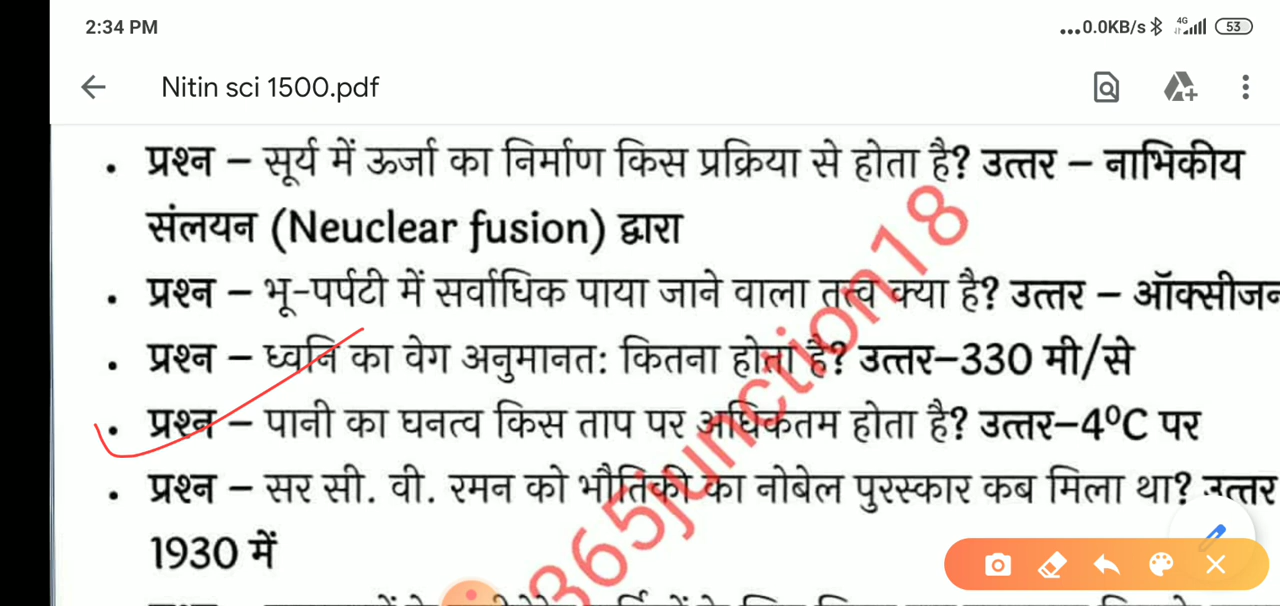 2:34 PM
...0.0KB/s 4G 53
Nitin sci 1500.pdf
• प्रश्न – सूर्य में ऊर्जा का निर्माण किस प्रक्रिया से होता है? उत्तर – नाभिकीय
संलयन (Neuclear fusion) द्वारा
• प्रश्न – भू-पर्पटी में सर्वाधिक पाया जाने वाला तत्त्व क्या है? उत्तर – ऑक्सीजन
• प्रश्न – ध्वनि का वेग अनुमानतः कितना होता है? उत्तर–330 मी/से
• प्रश्न – पानी का घनत्व किस ताप पर अधिकतम होता है? उत्तर–4⁰C पर
• प्रश्न – सर सी. वी. रमन को भौतिकी का नोबेल पुरस्कार कब मिला था? उत्तर
1930 में
365junction18